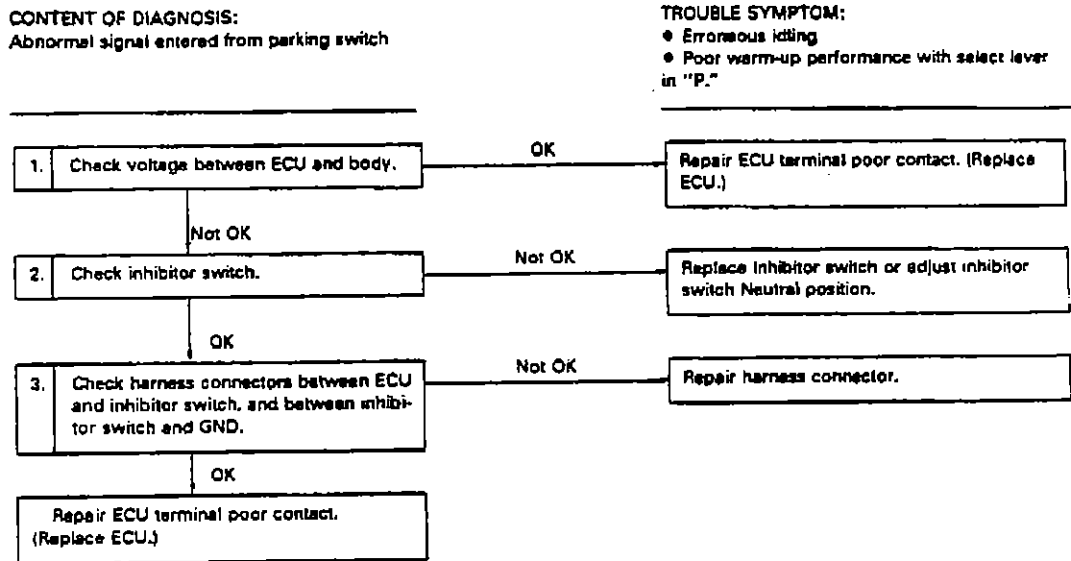 CONTENT OF DIAGNOSIS:
Abnormal signal entered from parking switch
TROUBLE SYMPTOM:
• Erroneous idling
• Poor warm-up performance with select lever
in "P."
1. Check voltage between ECU and body.
OK
Repair ECU terminal poor contact. (Replace
ECU.)
Not OK
2. Check inhibitor switch.
Not OK
Replace Inhibitor switch or adjust inhibitor
switch Neutral position.
OK
3. Check harness connectors between ECU
and inhibitor switch, and between inhibi-
tor switch and GND.
Not OK
Repair harness connector.
OK
Repair ECU terminal poor contact.
(Replace ECU.)